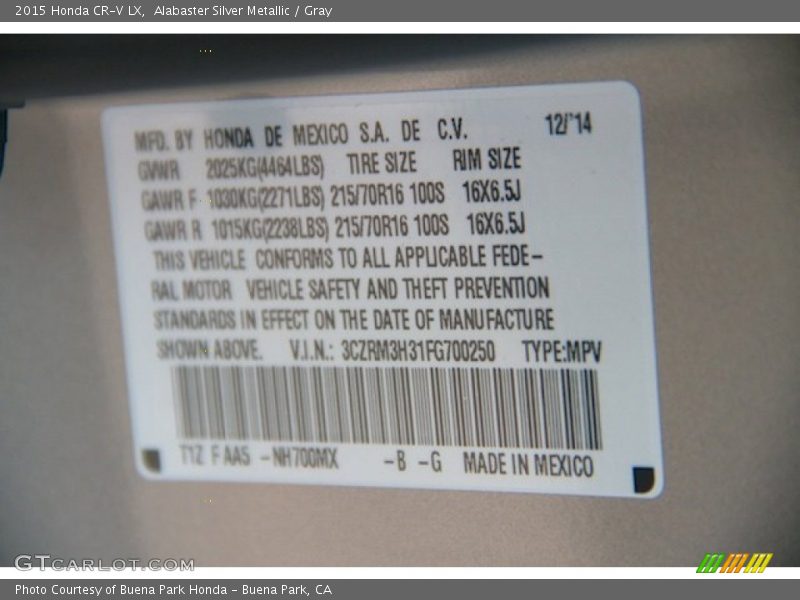 2015 Honda CR-V LX,  Alabaster Silver Metallic / Gray
MFD. BY HONDA DE MEXICO S.A. DE C.V. 12/'14
GVWR 2025KG(4464LBS) TIRE SIZE RIM SIZE
GAWR F 1030KG(2271LBS) 215/70R16 100S 16X6.5J
GAWR R 1015KG(2238LBS) 215/70R16 100S 16X6.5J
THIS VEHICLE CONFORMS TO ALL APPLICABLE FEDE-
RAL MOTOR VEHICLE SAFETY AND THEFT PREVENTION
STANDARDS IN EFFECT ON THE DATE OF MANUFACTURE
SHOWN ABOVE. V.I.N.: 3CZRM3H31FG700250 TYPE:MPV
T1Z F AA5 -NH700MX -B -G MADE IN MEXICO
GTCARLOT.COM
Photo Courtesy of Buena Park Honda - Buena Park, CA